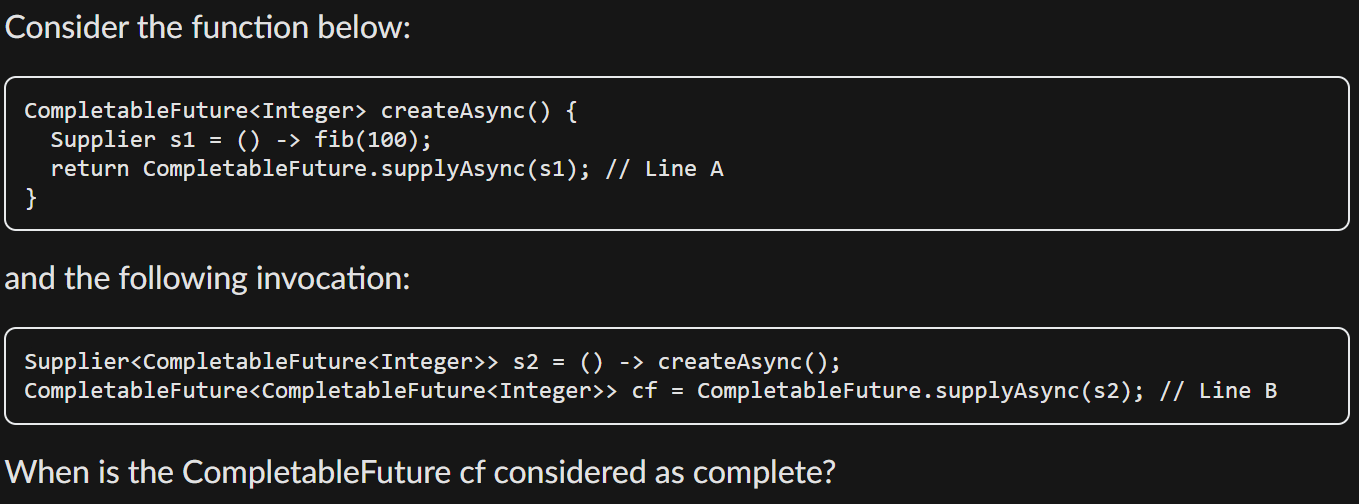 Consider the function below:
CompletableFuture<Integer> createAsync() {
  Supplier s1 = () -> fib(100);
  return CompletableFuture.supplyAsync(s1); // Line A
}
and the following invocation:
Supplier<CompletableFuture<Integer>> s2 = () -> createAsync();
CompletableFuture<CompletableFuture<Integer>> cf = CompletableFuture.supplyAsync(s2); // Line B
When is the CompletableFuture cf considered as complete?